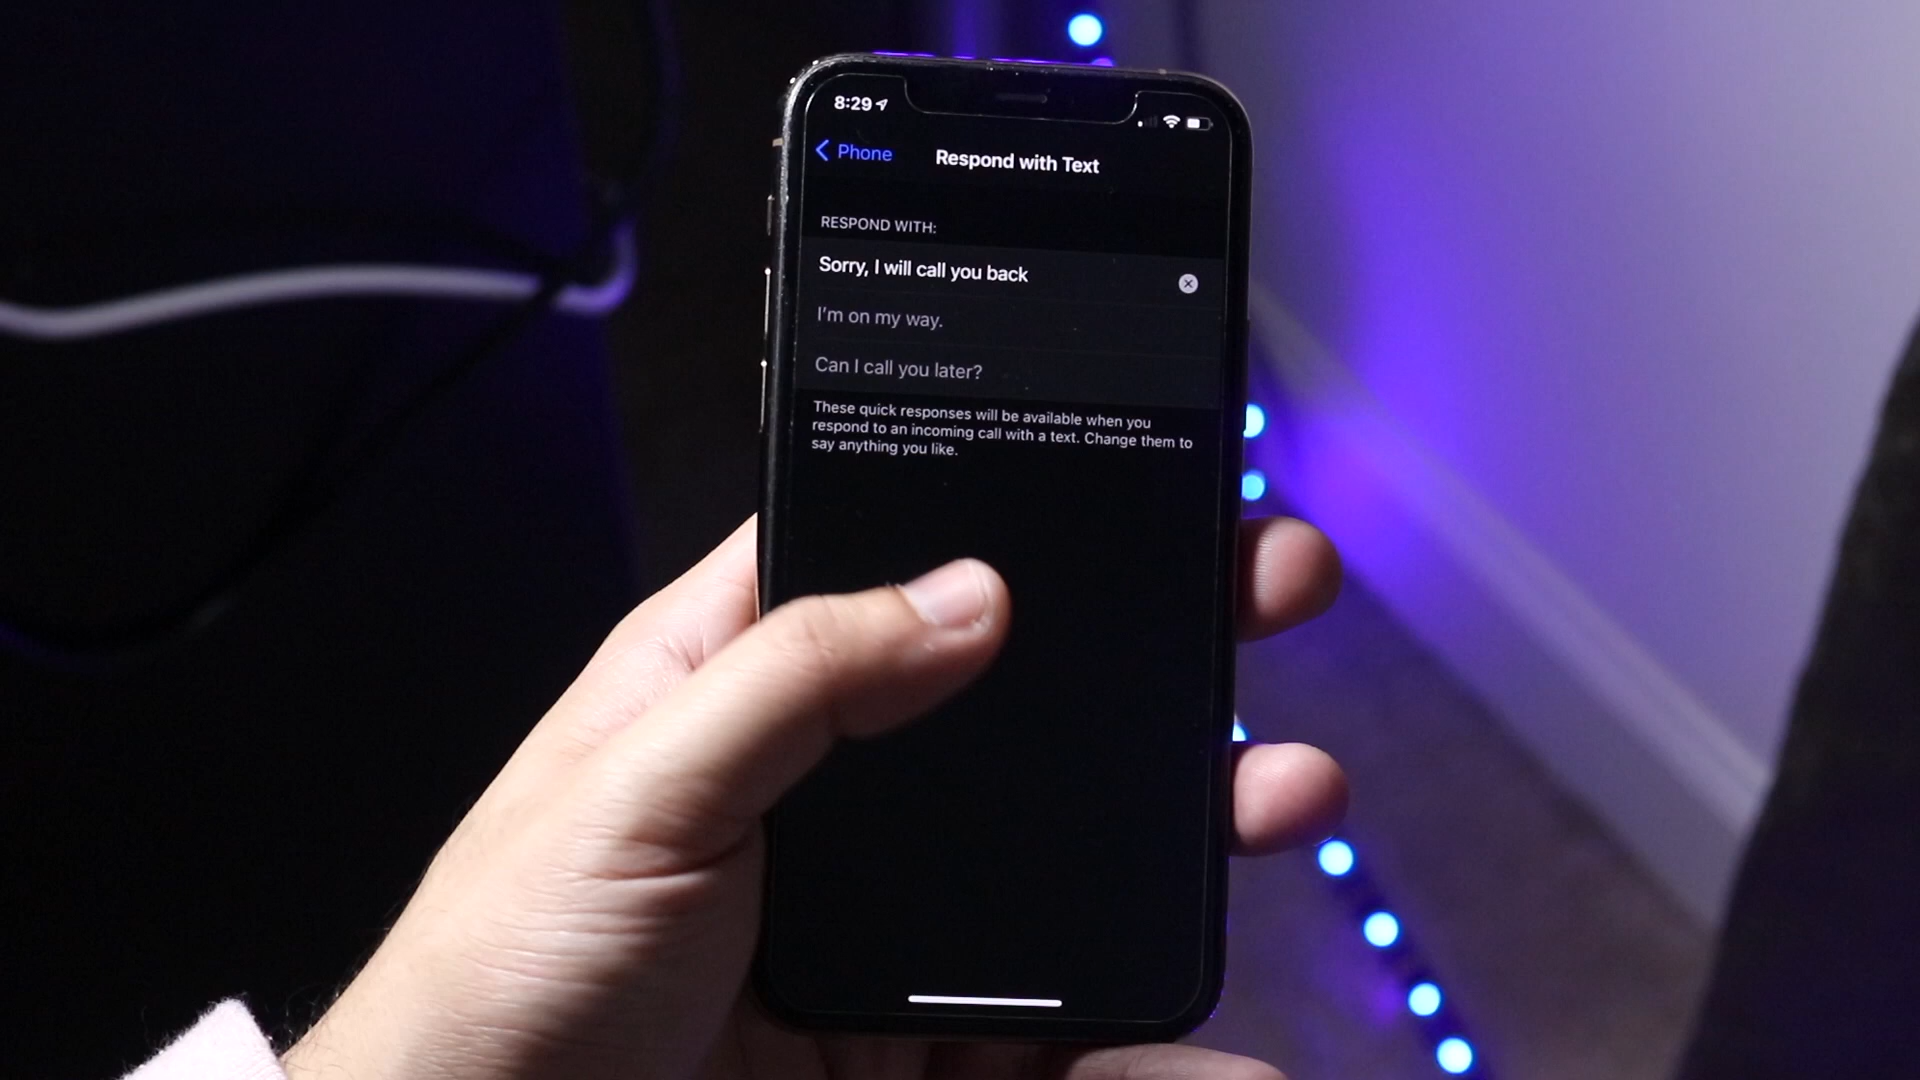 8:29
Phone
Respond with Text
RESPOND WITH:
Sorry, I will call you back
I'm on my way.
Can I call you later?
These quick responses will be available when you
respond to an incoming call with a text. Change them to
say anything you like.